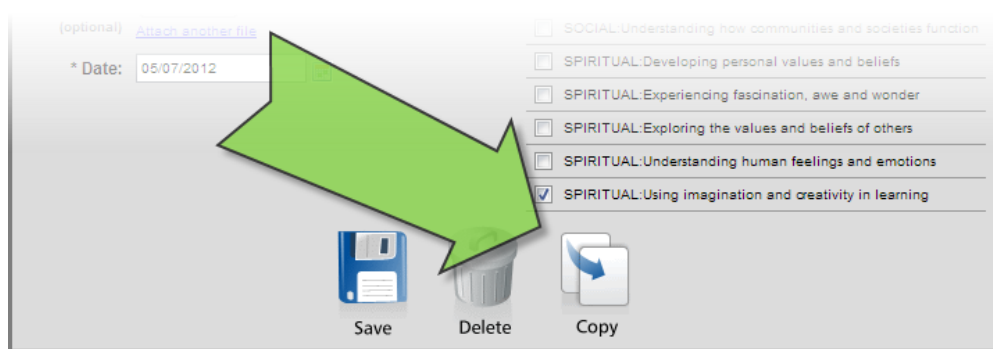 (optional) Attach another file
* Date: 05/07/2012
SOCIAL:Understanding how communities and societies function
SPIRITUAL:Developing personal values and beliefs
SPIRITUAL:Experiencing fascination, awe and wonder
SPIRITUAL:Exploring the values and beliefs of others
SPIRITUAL:Understanding human feelings and emotions
SPIRITUAL:Using imagination and creativity in learning
Save
Delete
Copy